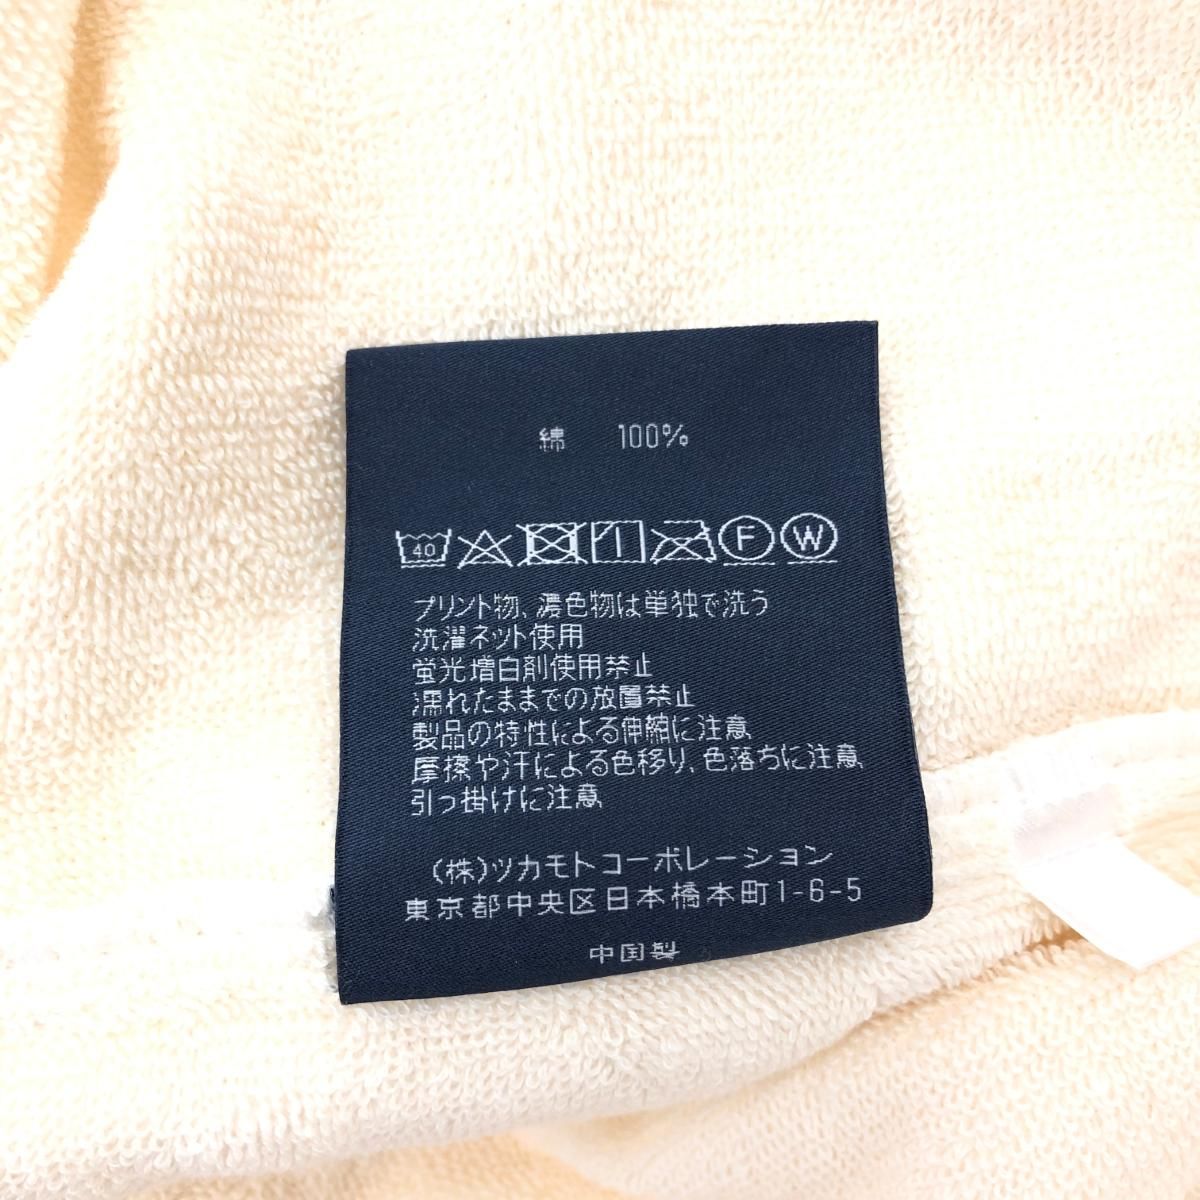 綿 100%
40 F W
プリント物、濃色物は単独で洗う
洗濯ネット使用
蛍光増白剤使用禁止
濡れたままでの放置禁止
製品の特性による伸縮に注意
摩擦や汗による色移り、色落ちに注意
引っ掛けに注意
(株)ツカモトコーポレーション
東京都中央区日本橋本町1-6-5
中国製